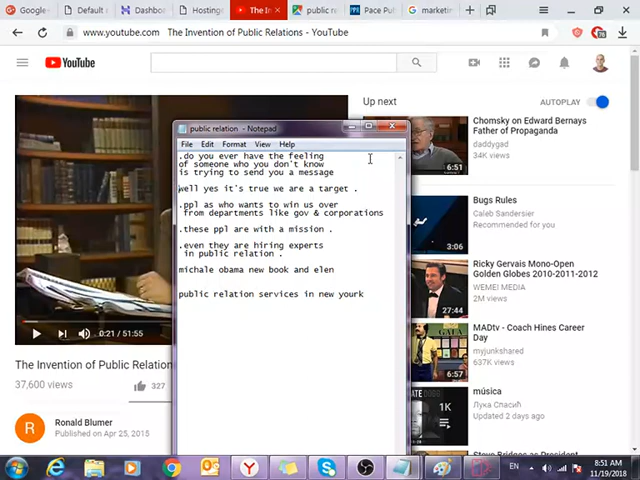 Google+
Default a
Dashbo
Hosting
The In
public re
Pace Pu
marketin
www.youtube.com The Invention of Public Relations - YouTube
YouTube
Up next
AUTOPLAY
Chomsky on Edward Bernays
Father of Propaganda
daddygad
34K views
6:51
Bugs Rules
Caleb Sandersier
Recommended for you
3:06
Ricky Gervais Mono-Open
Golden Globes 2010-2011-2012
WEMEI MEDIA
2M views
27:44
MADtv - Coach Hines Career
Day
myjunkshared
637K views
6:57
música
Лука Спасић
Updated 2 days ago
1K
Steve Bridges as President
public relation - Notepad
File Edit Format View Help
.do you ever have the feeling
of someone who you don't know
is trying to send you a message
well yes it's true we are a target .
.ppl as who wants to win us over
from departments like gov & corporations
.these ppl are with a mission .
.even they are hiring experts
in public relation .
michale obama new book and elen
public relation services in new yourk
0:21 / 51:55
The Invention of Public Relation
37,600 views
327
R
Ronald Blumer
Published on Apr 25, 2015
EN
8:51 AM
11/19/2018